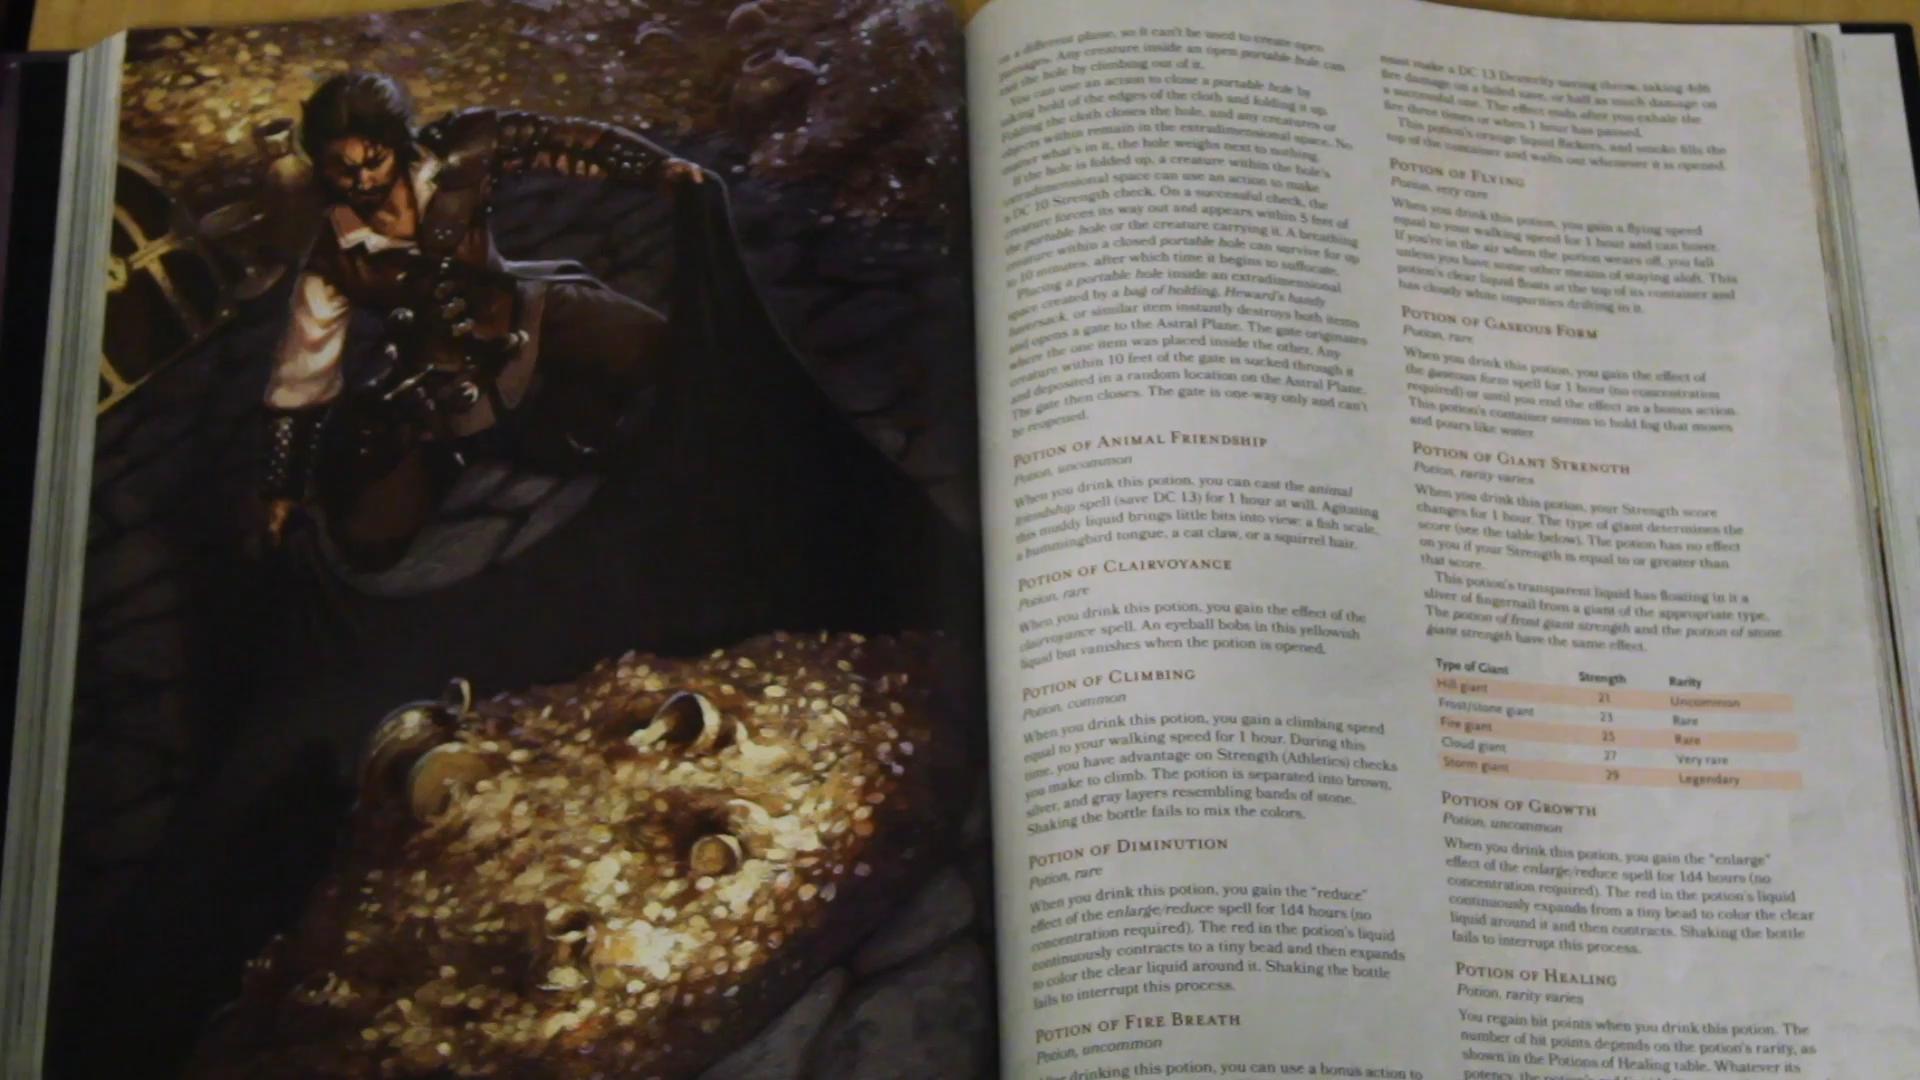 a different plane, so it can't be used to create open
passages. Any creature inside an open portable hole can
exit the hole by climbing out of it.
You can use an action to close a portable hole by
taking hold of the edges of the cloth and folding it up.
Folding the cloth closes the hole, and any creatures or
objects within remain in the extradimensional space. No
matter what's in it, the hole weighs next to nothing.
If the hole is folded up, a creature within the hole's
extradimensional space can use an action to make
a DC 10 Strength check. On a successful check, the
creature forces its way out and appears within 5 feet of
the portable hole or the creature carrying it. A breathing
creature within a closed portable hole can survive for up
to 10 minutes, after which time it begins to suffocate.
Placing a portable hole inside an extradimensional
space created by a bag of holding, Heward's handy
haversack, or similar item instantly destroys both items
and opens a gate to the Astral Plane. The gate originates
where the one item was placed inside the other. Any
creature within 10 feet of the gate is sucked through it
and deposited in a random location on the Astral Plane.
The gate then closes. The gate is one-way only and can't
be reopened.
POTION OF ANIMAL FRIENDSHIP
Potion, uncommon
When you drink this potion, you can cast the animal
friendship spell (save DC 13) for 1 hour at will. Agitating
this muddy liquid brings little bits into view: a fish scale,
a hummingbird tongue, a cat claw, or a squirrel hair.
POTION OF CLAIRVOYANCE
Potion, rare
When you drink this potion, you gain the effect of the
clairvoyance spell. An eyeball bobs in this yellowish
liquid but vanishes when the potion is opened.
POTION OF CLIMBING
Potion, common
When you drink this potion, you gain a climbing speed
equal to your walking speed for 1 hour. During this
time, you have advantage on Strength (Athletics) checks
you make to climb. The potion is separated into brown,
silver, and gray layers resembling bands of stone.
Shaking the bottle fails to mix the colors.
POTION OF DIMINUTION
Potion, rare
When you drink this potion, you gain the "reduce"
effect of the enlarge/reduce spell for 1d4 hours (no
concentration required). The red in the potion's liquid
continuously contracts to a tiny bead and then expands
to color the clear liquid around it. Shaking the bottle
fails to interrupt this process.
POTION OF FIRE BREATH
Potion, uncommon
After drinking this potion, you can use a bonus action to
must make a DC 13 Dexterity saving throw, taking 4d6
fire damage on a failed save, or half as much damage on
a successful one. The effect ends after you exhale the
fire three times or when 1 hour has passed.
This potion's orange liquid flickers, and smoke fills the
top of the container and wafts out whenever it is opened.
POTION OF FLYING
Potion, very rare
When you drink this potion, you gain a flying speed
equal to your walking speed for 1 hour and can hover.
If you're in the air when the potion wears off, you fall
unless you have some other means of staying aloft. This
potion's clear liquid floats at the top of its container and
has cloudy white impurities drifting in it.
POTION OF GASEOUS FORM
Potion, rare
When you drink this potion, you gain the effect of
the gaseous form spell for 1 hour (no concentration
required) or until you end the effect as a bonus action.
This potion's container seems to hold fog that moves
and pours like water.
POTION OF GIANT STRENGTH
Potion, rarity varies
When you drink this potion, your Strength score
changes for 1 hour. The type of giant determines the
score (see the table below). The potion has no effect
on you if your Strength is equal to or greater than
that score.
This potion's transparent liquid has floating in it a
sliver of fingernail from a giant of the appropriate type.
The potion of frost giant strength and the potion of stone
giant strength have the same effect.
Type of Giant Strength Rarity
Hill giant 21 Uncommon
Frost/stone giant 23 Rare
Fire giant 25 Rare
Cloud giant 27 Very rare
Storm giant 29 Legendary
POTION OF GROWTH
Potion, uncommon
When you drink this potion, you gain the "enlarge"
effect of the enlarge/reduce spell for 1d4 hours (no
concentration required). The red in the potion's liquid
continuously expands from a tiny bead to color the clear
liquid around it and then contracts. Shaking the bottle
fails to interrupt this process.
POTION OF HEALING
Potion, rarity varies
You regain hit points when you drink this potion. The
number of hit points depends on the potion's rarity, as
shown in the Potions of Healing table. Whatever its
potency, the potion's